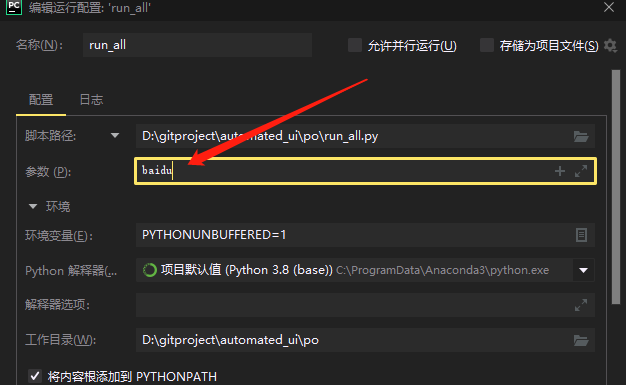 PC 编辑运行配置: 'run_all'
名称(N): run_all 允许并行运行(U) 存储为项目文件(S)
配置 日志
脚本路径: D:\gitproject\automated_ui\po\run_all.py
参数 (P): baidu
环境
环境变量(E): PYTHONUNBUFFERED=1
Python 解释器(... 项目默认值 (Python 3.8 (base)) C:\ProgramData\Anaconda3\python.exe
解释器选项:
工作目录(W): D:\gitproject\automated_ui\po
将内容根添加到 PYTHONPATH